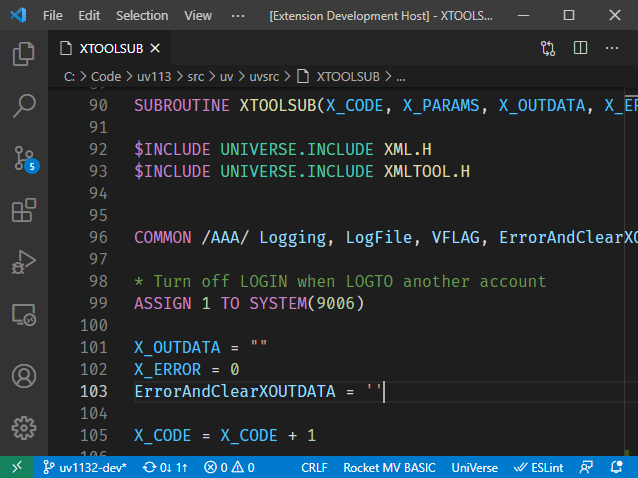 File Edit Selection View ··· [Extension Development Host] - XTOOLS...
XTOOLSUB
C: > Code > uv113 > src > uv > uvsrc > XTOOLSUB > ...
90 SUBROUTINE XTOOLSUB(X_CODE, X_PARAMS, X_OUTDATA, X_ER
91
92 $INCLUDE UNIVERSE.INCLUDE XML.H
93 $INCLUDE UNIVERSE.INCLUDE XMLTOOL.H
94
95
96 COMMON /AAA/ Logging, LogFile, VFLAG, ErrorAndClearXO
97
98 * Turn off LOGIN when LOGTO another account
99 ASSIGN 1 TO SYSTEM(9006)
100
101 X_OUTDATA = ""
102 X_ERROR = 0
103 ErrorAndClearXOUTDATA = ''
104
105 X_CODE = X_CODE + 1
5
uv1132-dev* 0↓ 1↑ 0 0 CRLF Rocket MV BASIC UniVerse ESLint